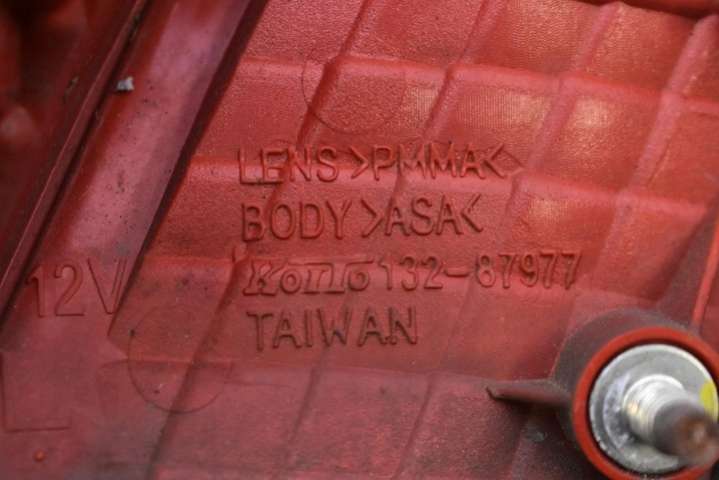 LENS >PMMA<
BODY >ASA<
KOITO 132-87977
TAIWAN
12V